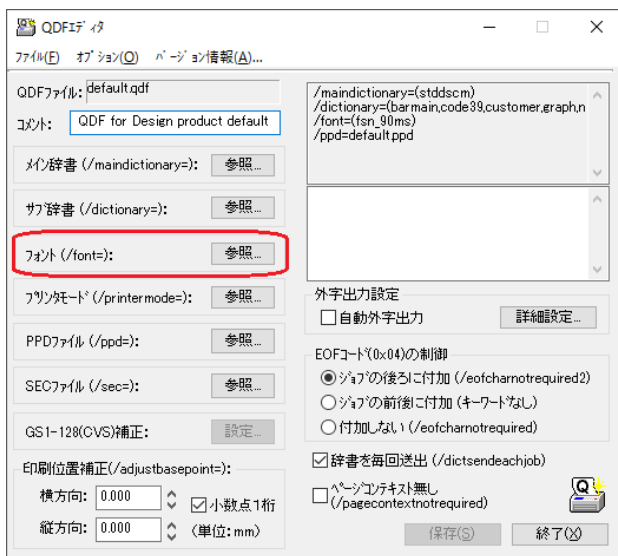 QDFｴﾃﾞｨﾀ
ﾌｧｲﾙ(F) ｵﾌﾟｼｮﾝ(O) ﾊﾞｰｼﾞｮﾝ情報(A)...
QDFﾌｧｲﾙ: default.qdf
ｺﾒﾝﾄ: QDF for Design product default
ﾒｲﾝ辞書 (/maindictionary=): 参照...
ｻﾌﾞ辞書 (/dictionary=): 参照...
ﾌｫﾝﾄ (/font=): 参照...
ﾌﾟﾘﾝﾀﾓｰﾄﾞ (/printermode=): 参照...
PPDﾌｧｲﾙ (/ppd=): 参照...
SECﾌｧｲﾙ (/sec=): 参照...
GS1-128(CVS)補正: 設定...
印刷位置補正(/adjustbasepoint=):
横方向: 0.000 小数点1桁
縦方向: 0.000 (単位: mm)
/maindictionary=(stddscm)
/dictionary=(barmain,code39,customer,graph,n
/font=(fsn_90ms)
/ppd=default.ppd
外字出力設定
自動外字出力 詳細設定...
EOFｺｰﾄﾞ(0x04)の制御
ｼﾞｮﾌﾞの後ろに付加 (/eofcharnotrequired2)
ｼﾞｮﾌﾞの前後に付加 (ｷｰﾜｰﾄﾞなし)
付加しない (/eofcharnotrequired)
辞書を毎回送出 (/dictsendeachjob)
ﾍﾟｰｼﾞｺﾝﾃｷｽﾄ無し
(/pagecontextnotrequired)
保存(S) 終了(X)